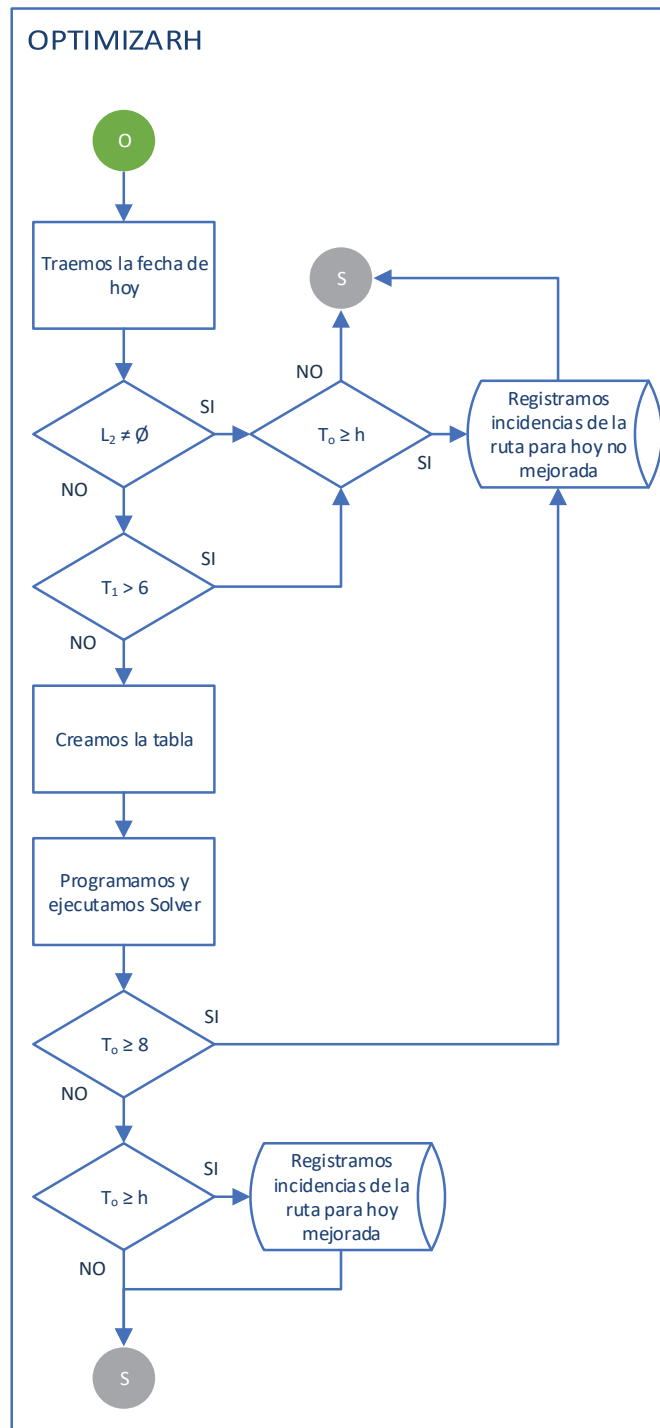 OPTIMIZARH
O
Traemos la fecha de
hoy
S
NO
L₂ ≠ Ø
SI
Tₒ ≥ h
SI
Registramos
incidencias de la
ruta para hoy no
mejorada
NO
T₁ > 6
SI
NO
Creamos la tabla
Programamos y
ejecutamos Solver
Tₒ ≥ 8
SI
NO
Tₒ ≥ h
SI
Registramos
incidencias de la
ruta para hoy
mejorada
NO
S